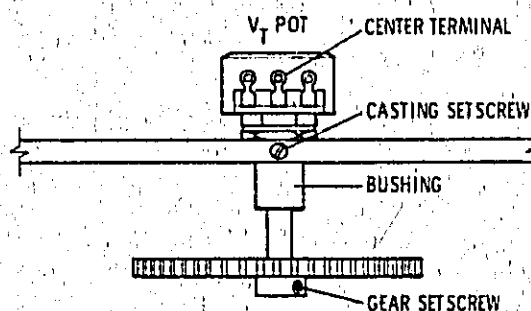 V_T POT
CENTER TERMINAL
CASTING SETSCREW
BUSHING
GEAR SETSCREW